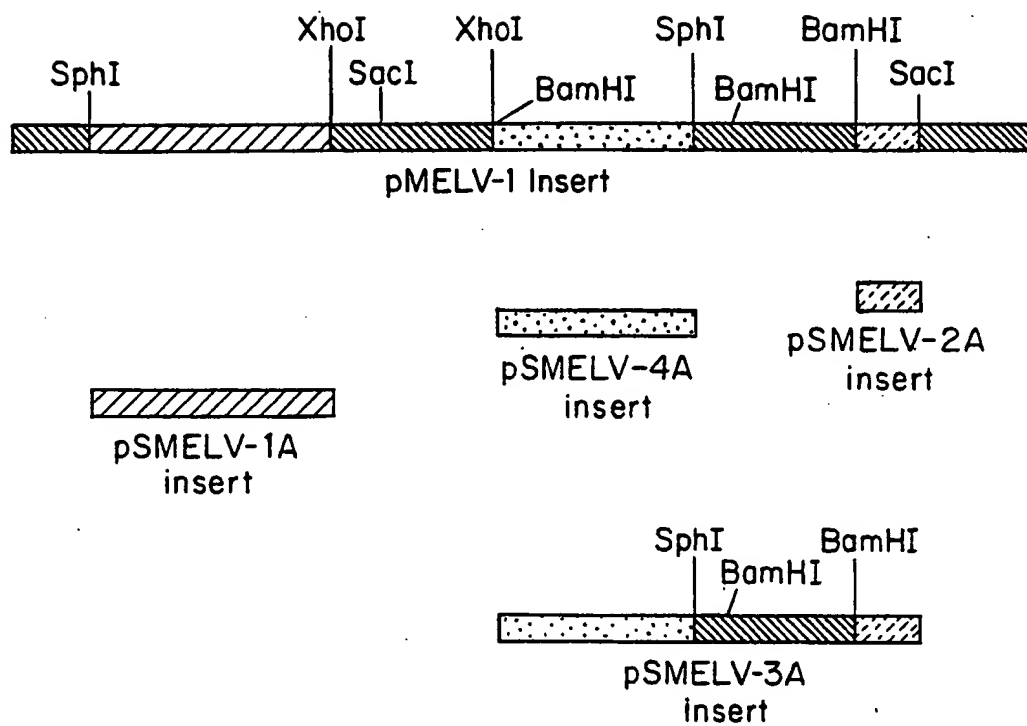 XhoI XhoI SphI BamHI
SphI SacI BamHI BamHI SacI
pMELV-1 Insert
pSMELV-4A
insert
pSMELV-2A
insert
pSMELV-1A
insert
SphI BamHI
BamHI
pSMELV-3A
insert